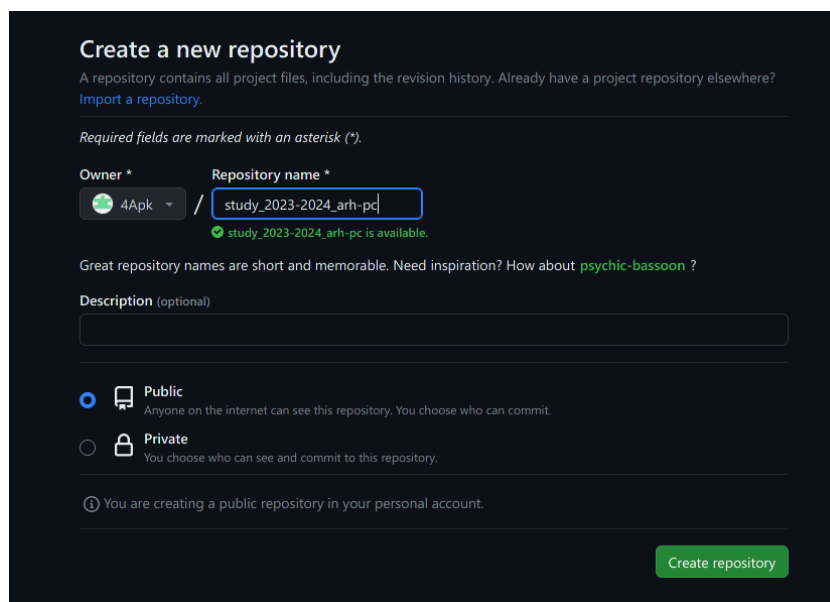 Create a new repository
A repository contains all project files, including the revision history. Already have a project repository elsewhere?
Import a repository.
Required fields are marked with an asterisk (*).
Owner * Repository name *
4Apk / study_2023-2024_arh-pc
study_2023-2024_arh-pc is available.
Great repository names are short and memorable. Need inspiration? How about psychic-bassoon ?
Description (optional)
Public
Anyone on the internet can see this repository. You choose who can commit.
Private
You choose who can see and commit to this repository.
You are creating a public repository in your personal account.
Create repository